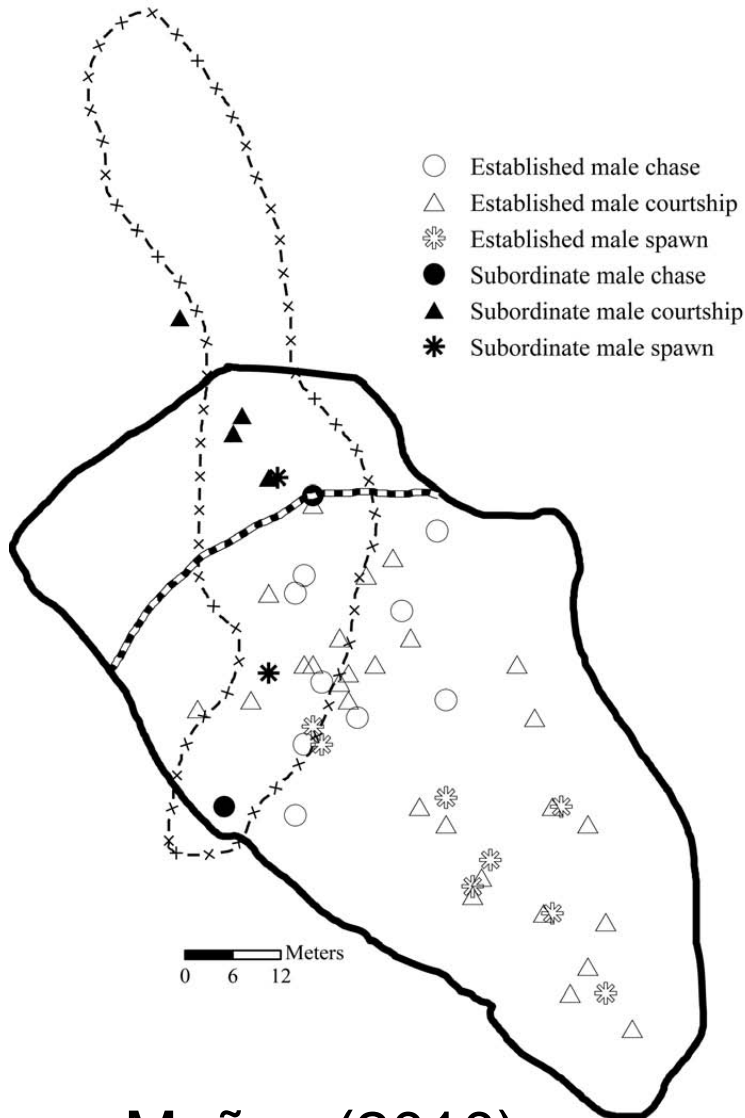 Established male chase
Established male courtship
Established male spawn
Subordinate male chase
Subordinate male courtship
Subordinate male spawn
Meters
0 6 12
(2010)